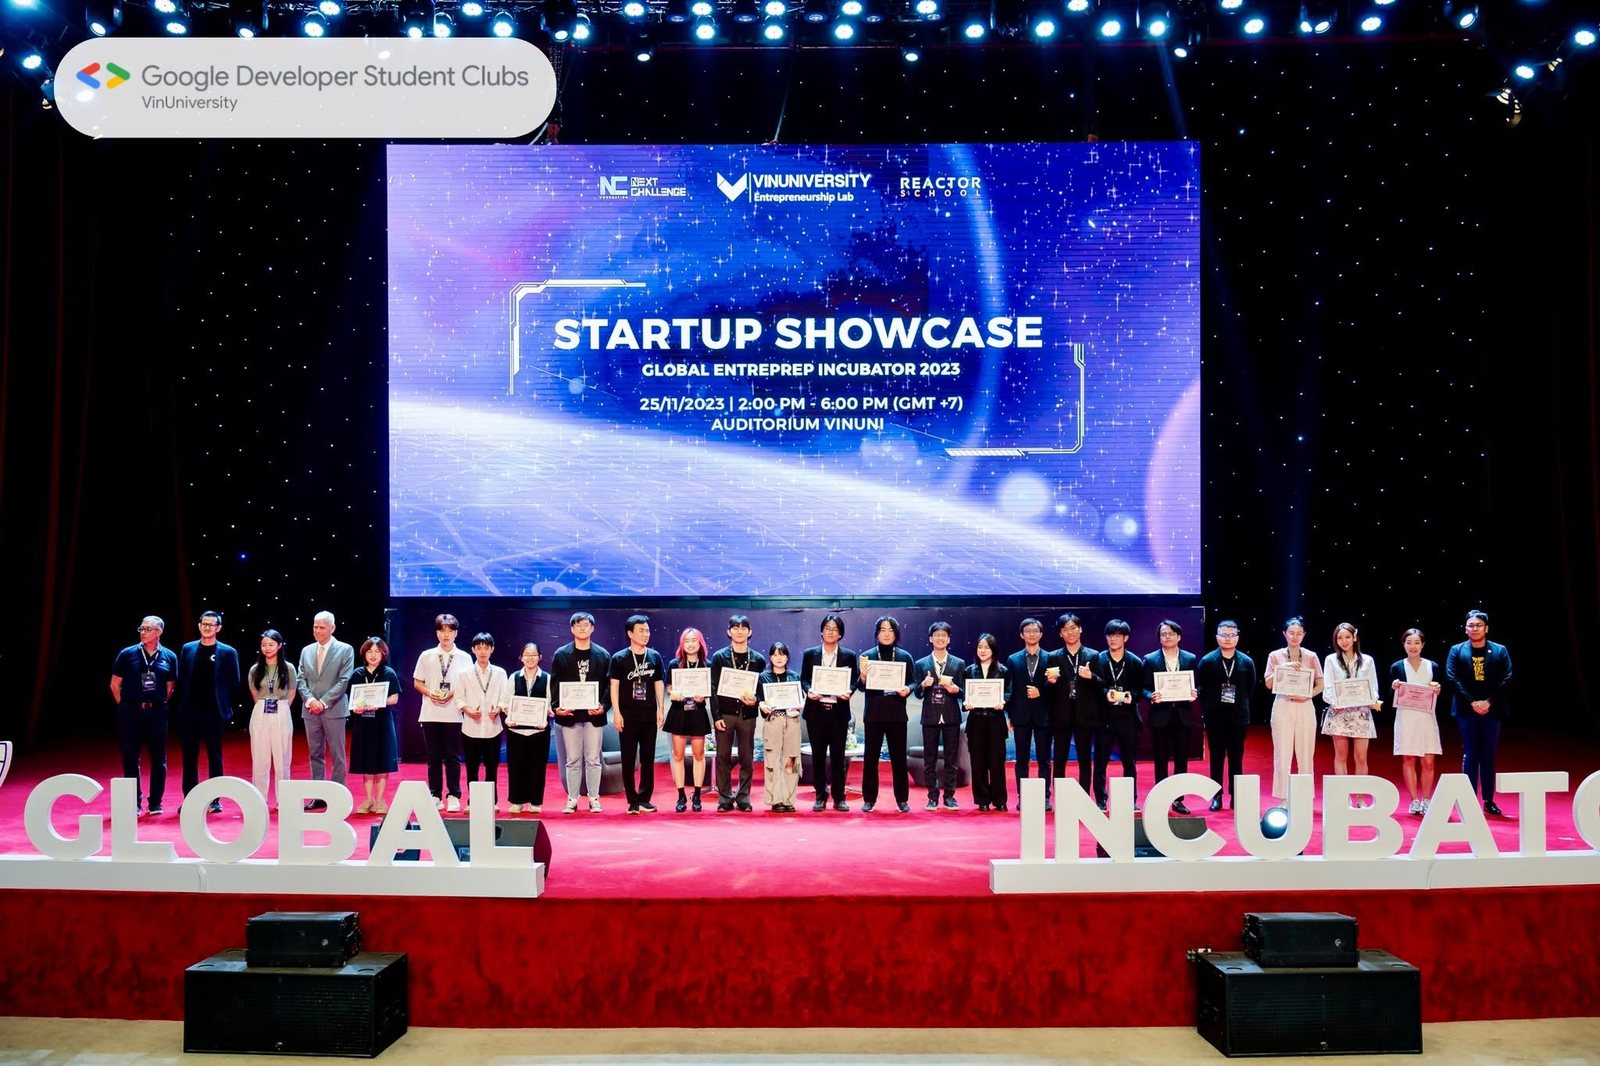 Google Developer Student Clubs
VinUniversity
NC NEXT CHALLENGE
VINUNIVERSITY
Entrepreneurship Lab
REACTOR
SCHOOL
STARTUP SHOWCASE
GLOBAL ENTREPREP INCUBATOR 2023
25/11/2023 | 2:00 PM - 6:00 PM (GMT +7)
AUDITORIUM VINUNI
GLOBAL INCUBATO